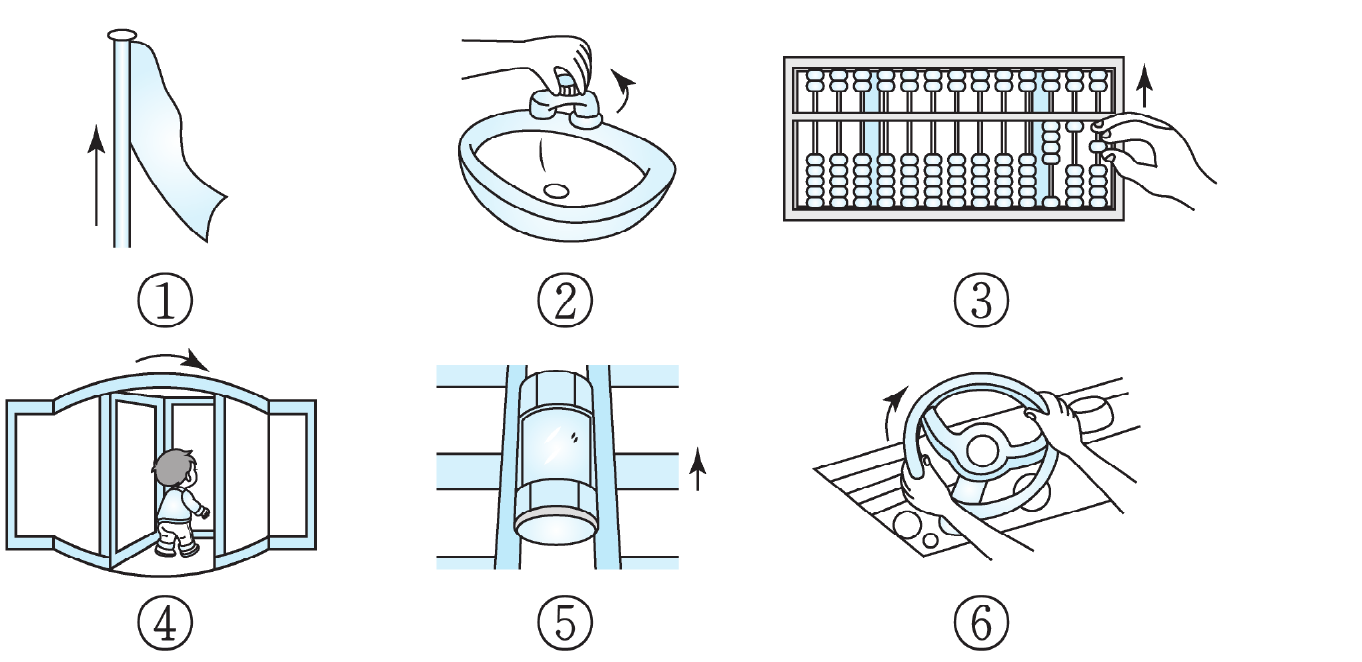 ① ② ③
④ ⑤ ⑥